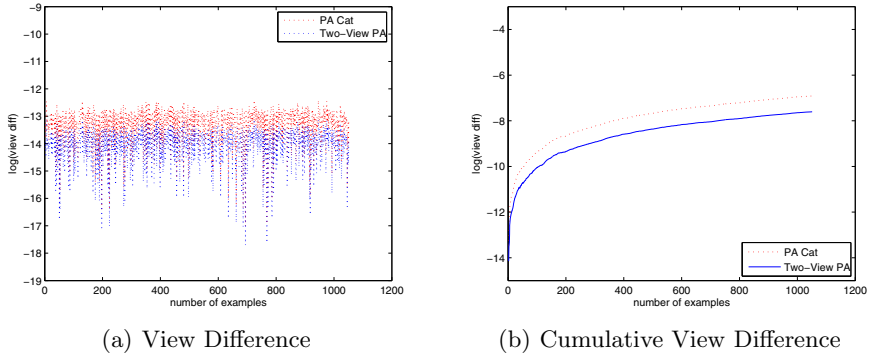 -9
-10
-11
-12
-13
-14
-15
-16
-17
-18
-19
log(view diff)
0 200 400 600 800 1000 1200
number of examples
PA Cat
Two-View PA
(a) View Difference
-4
-6
-8
-10
-12
-14
log(view diff)
0 200 400 600 800 1000 1200
number of examples
PA Cat
Two-View PA
(b) Cumulative View Difference